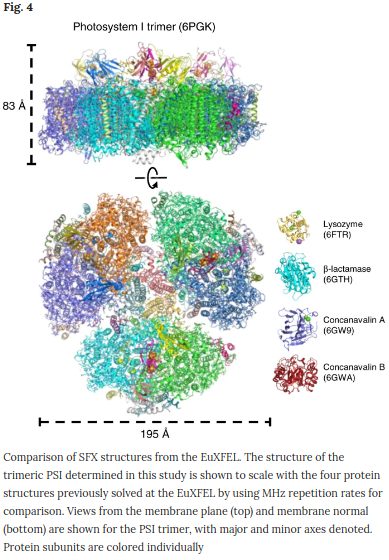 Fig. 4
Photosystem I trimer (6PGK)
83 Å
Lysozyme
(6FTR)
β-lactamase
(6GTH)
Concanavalin A
(6GW9)
Concanavalin B
(6GWA)
195 Å
Comparison of SFX structures from the EuXFEL. The structure of the
trimeric PSI determined in this study is shown to scale with the four protein
structures previously solved at the EuXFEL by using MHz repetition rates for
comparison. Views from the membrane plane (top) and membrane normal
(bottom) are shown for the PSI trimer, with major and minor axes denoted.
Protein subunits are colored individually